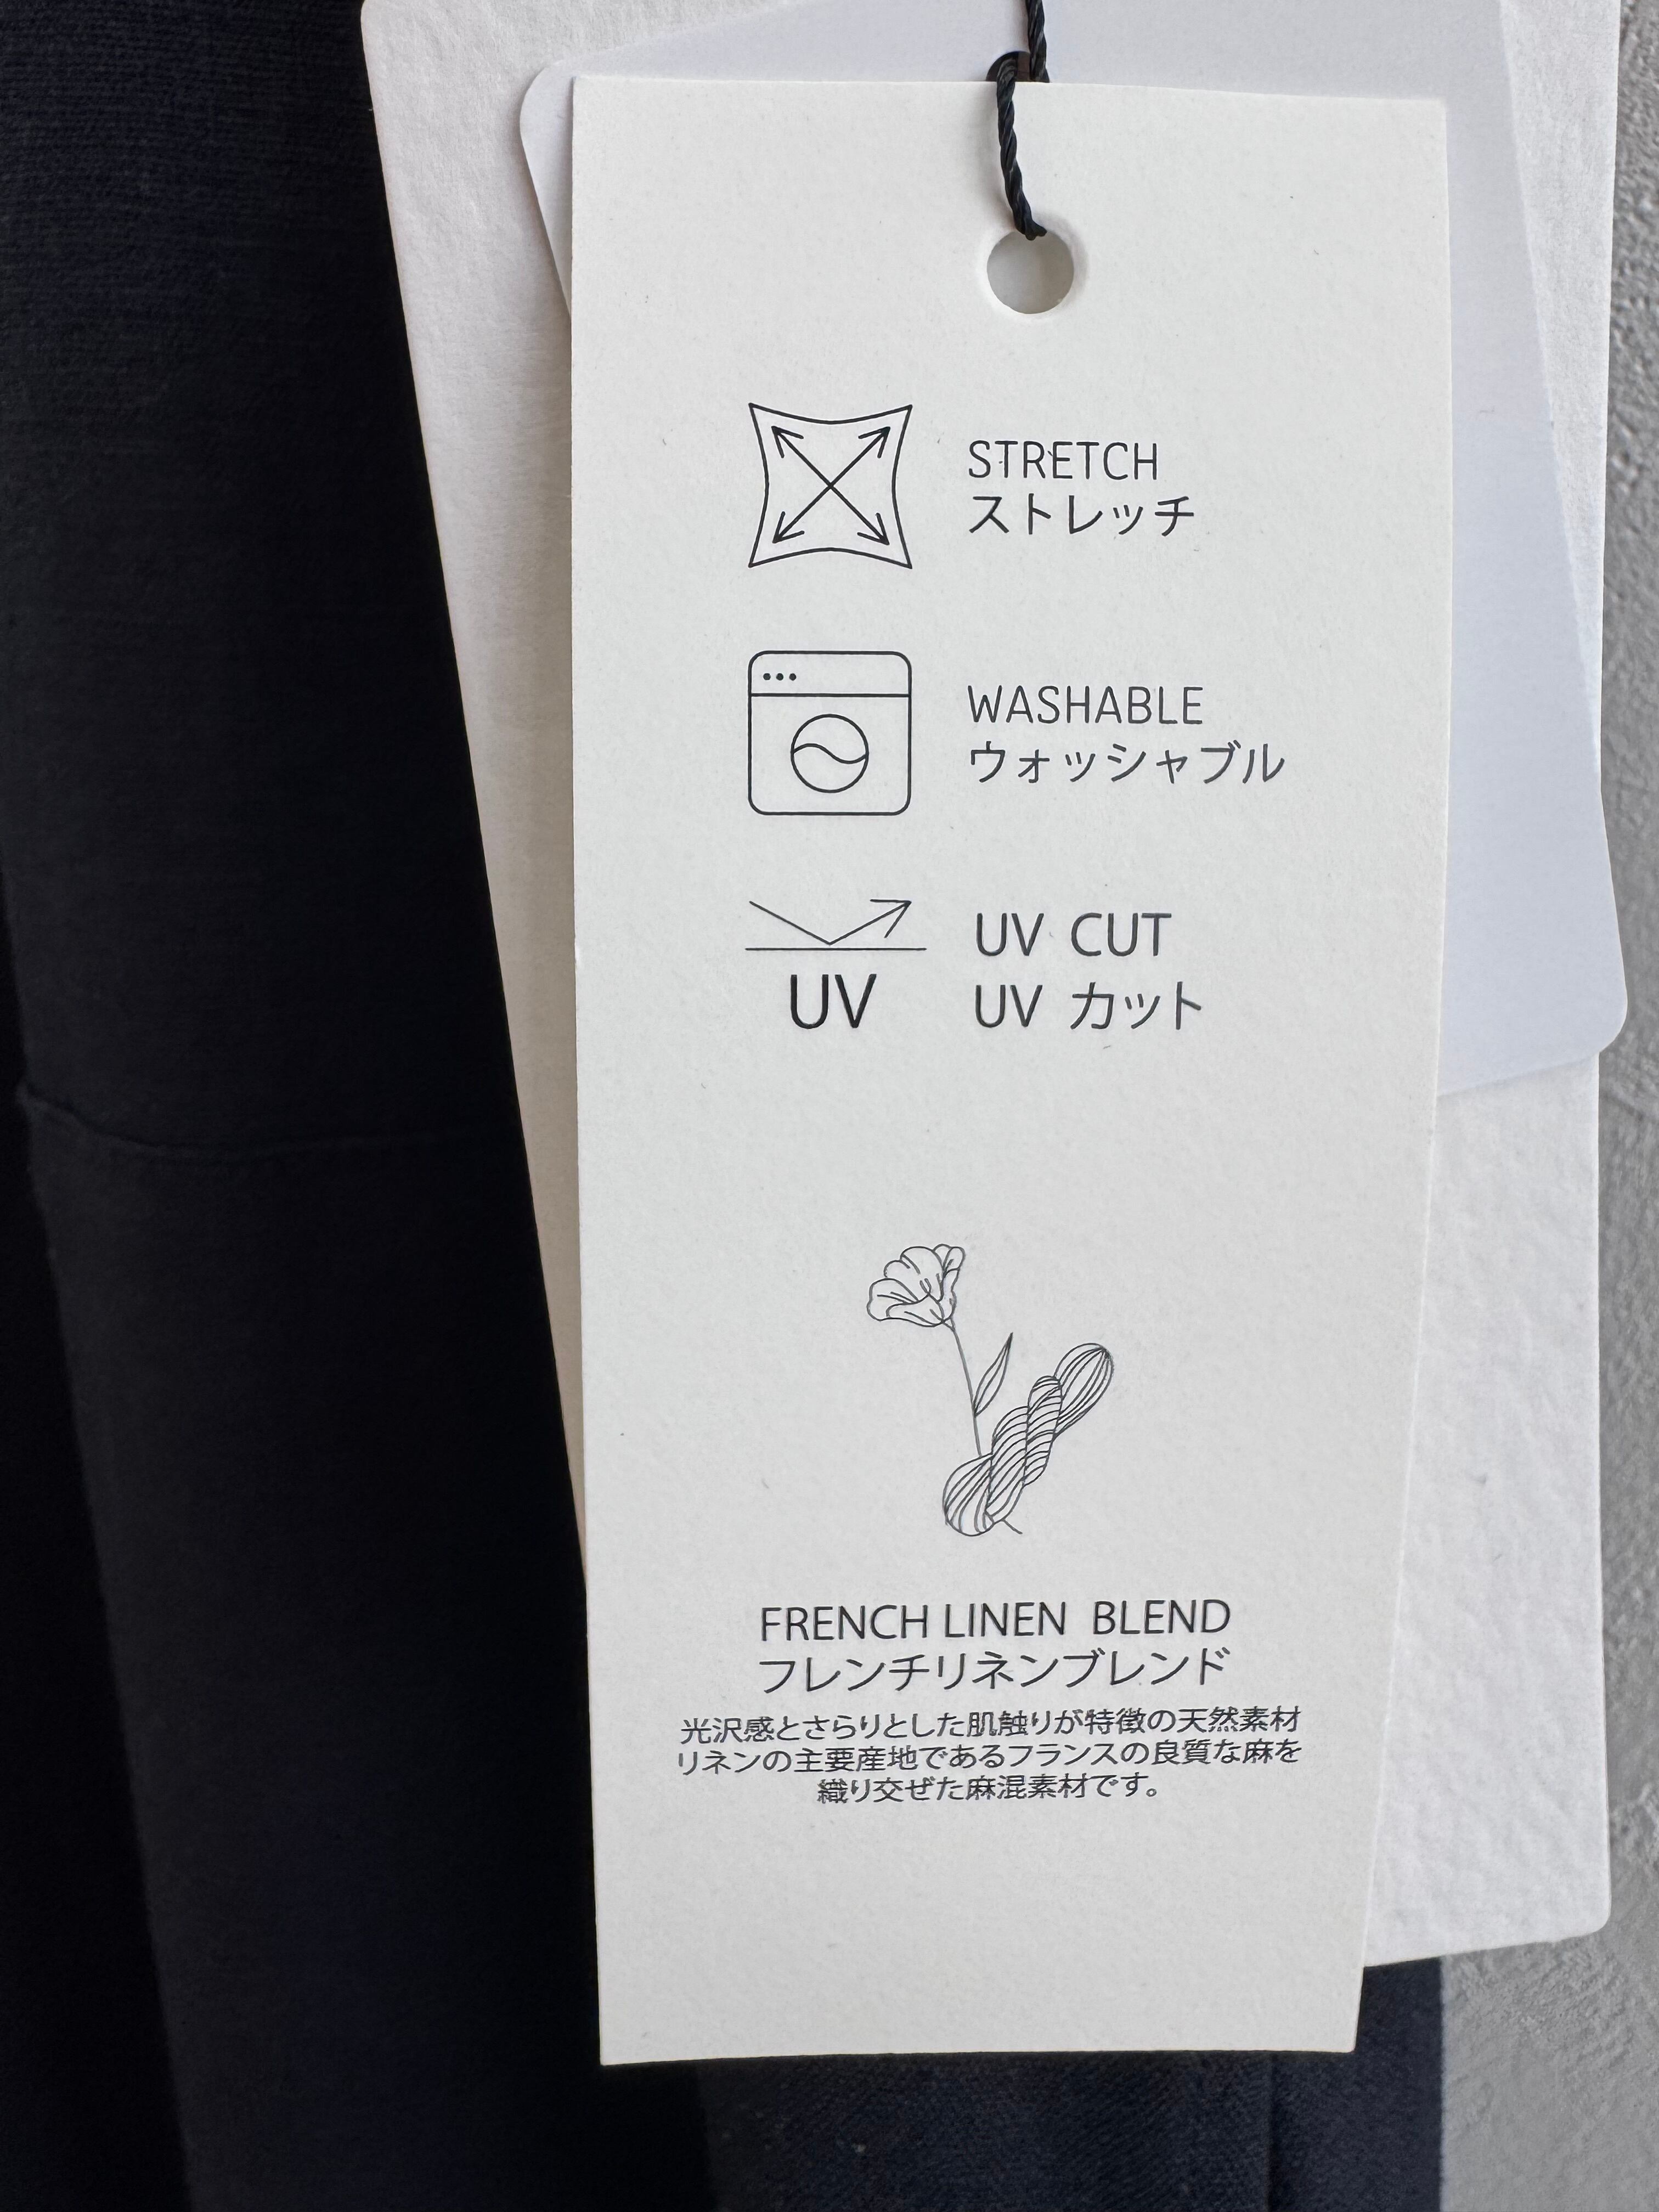 STRETCH
ストレッチ
WASHABLE
ウォッシャブル
UV CUT
UV
UV カット
FRENCH LINEN BLEND
フレンチリネンブレンド
光沢感とさらりとした肌触りが特徴の天然素材
リネンの主要産地であるフランスの良質な麻を
織り交ぜた麻混素材です。